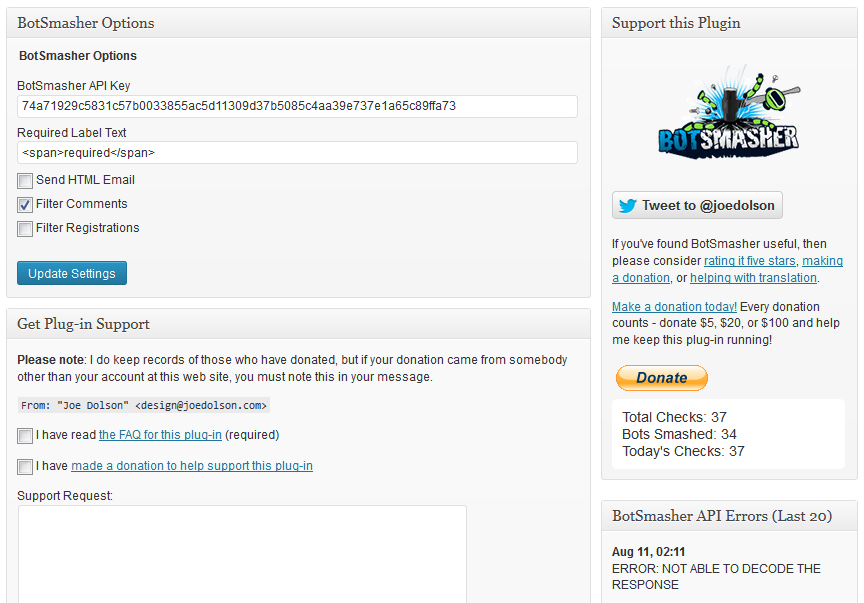 BotSmasher Options
BotSmasher Options
BotSmasher API Key
74a71929c5831c57b0033855ac5d11309d37b5085c4aa39e737e1a65c89ffa73
Required Label Text
<span>required</span>
Send HTML Email
Filter Comments
Filter Registrations
Update Settings
Get Plug-in Support
Please note: I do keep records of those who have donated, but if your donation came from somebody
other than your account at this web site, you must note this in your message.
From: "Joe Dolson" <design@joedolson.com>
I have read the FAQ for this plug-in (required)
I have made a donation to help support this plug-in
Support Request:
Support this Plugin
BOTSMASHER
Tweet to @joedolson
If you've found BotSmasher useful, then
please consider rating it five stars, making
a donation, or helping with translation.
Make a donation today! Every donation
counts - donate $5, $20, or $100 and help
me keep this plug-in running!
Donate
Total Checks: 37
Bots Smashed: 34
Today's Checks: 37
BotSmasher API Errors (Last 20)
Aug 11, 02:11
ERROR: NOT ABLE TO DECODE THE
RESPONSE